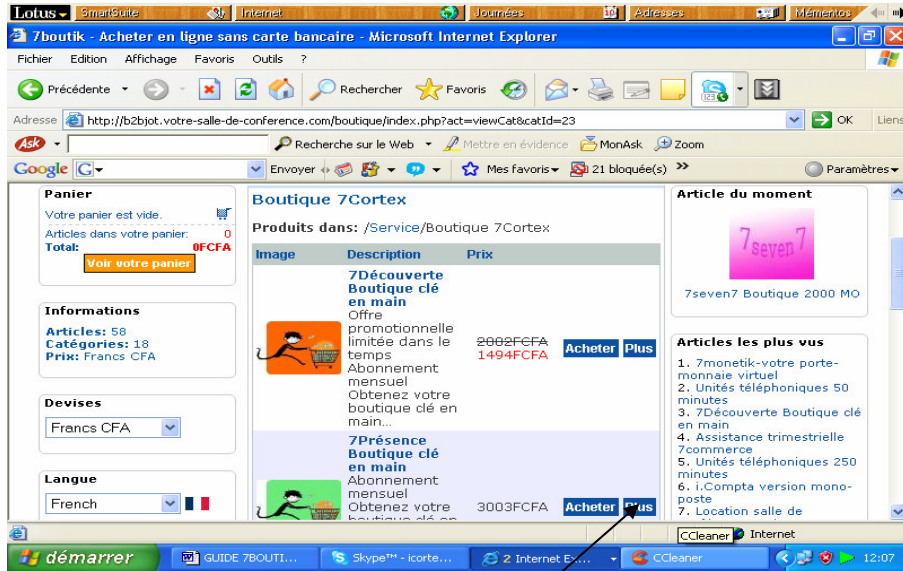 Lotus SmartSuite Internet Journées 10 Adresses Mémentos
7boutik - Acheter en ligne sans carte bancaire - Microsoft Internet Explorer
Fichier Edition Affichage Favoris Outils ?
Précédente Rechercher Favoris 123
Adresse http://b2bjot.votre-salle-de-conference.com/boutique/index.php?act=viewCat&catId=23 OK Liens
Ask Recherche sur le Web Mettre en évidence MonAsk Zoom
Google G Envoyer Mes favoris 21 bloquée(s) >> Paramètres
Panier
Votre panier est vide.
Articles dans votre panier: 0
Total: 0FCFA
Voir votre panier
Informations
Articles: 58
Catégories: 18
Prix: Francs CFA
Devises
Francs CFA
Langue
French
Boutique 7Cortex
Produits dans: /Service/Boutique 7Cortex
Image Description Prix
7Découverte
Boutique clé
en main
Offre
promotionnelle
limitée dans le
temps
Abonnement
mensuel
Obtenez votre
boutique clé en
main...
2002FCFA
1494FCFA
Acheter Plus
7Présence
Boutique clé
en main
Abonnement
mensuel
Obtenez votre
boutique clé en
3003FCFA
Acheter Plus
Article du moment
7seven7
7seven7 Boutique 2000 MO
Articles les plus vus
1. 7monetik-votre porte-
monnaie virtuel
2. Unités téléphoniques 50
minutes
3. 7Découverte Boutique clé
en main
4. Assistance trimestrielle
7commerce
5. Unités téléphoniques 250
minutes
6. i.Compta version mono-
poste
7. Location salle de
CCleaner Internet
démarrer GUIDE 7BOUTI... Skype™ - icorte... 2 Internet Ex... CCleaner 12:07